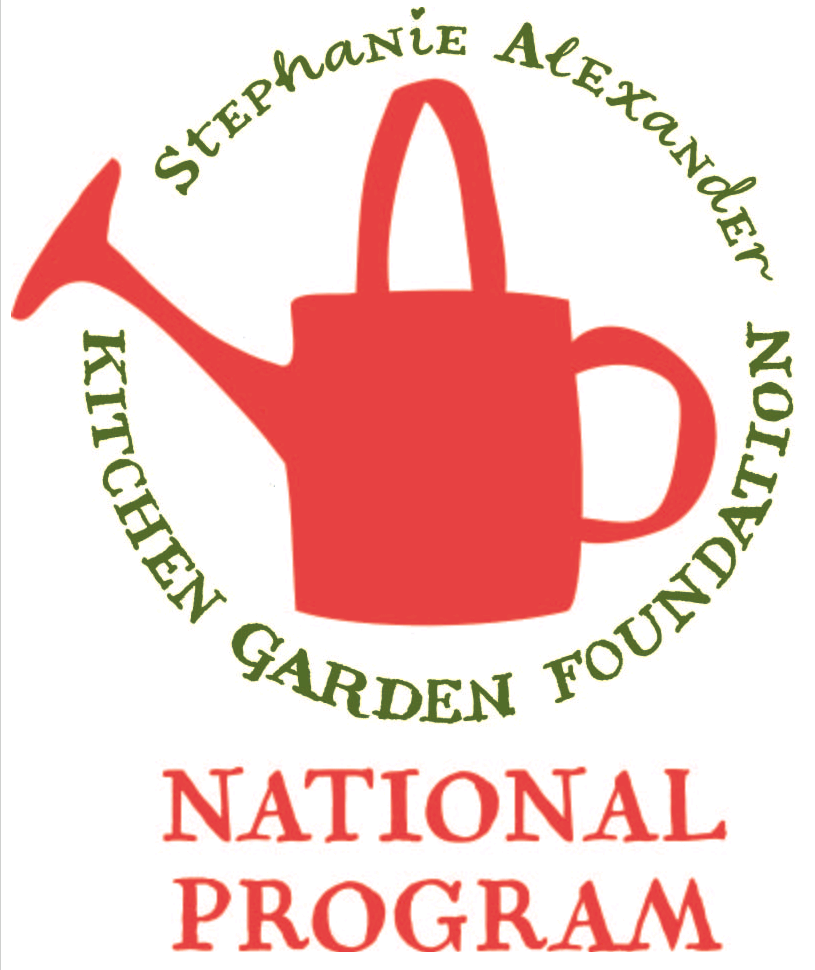 Stephanie Alexander
KITCHEN GARDEN FOUNDATION
NATIONAL
PROGRAM